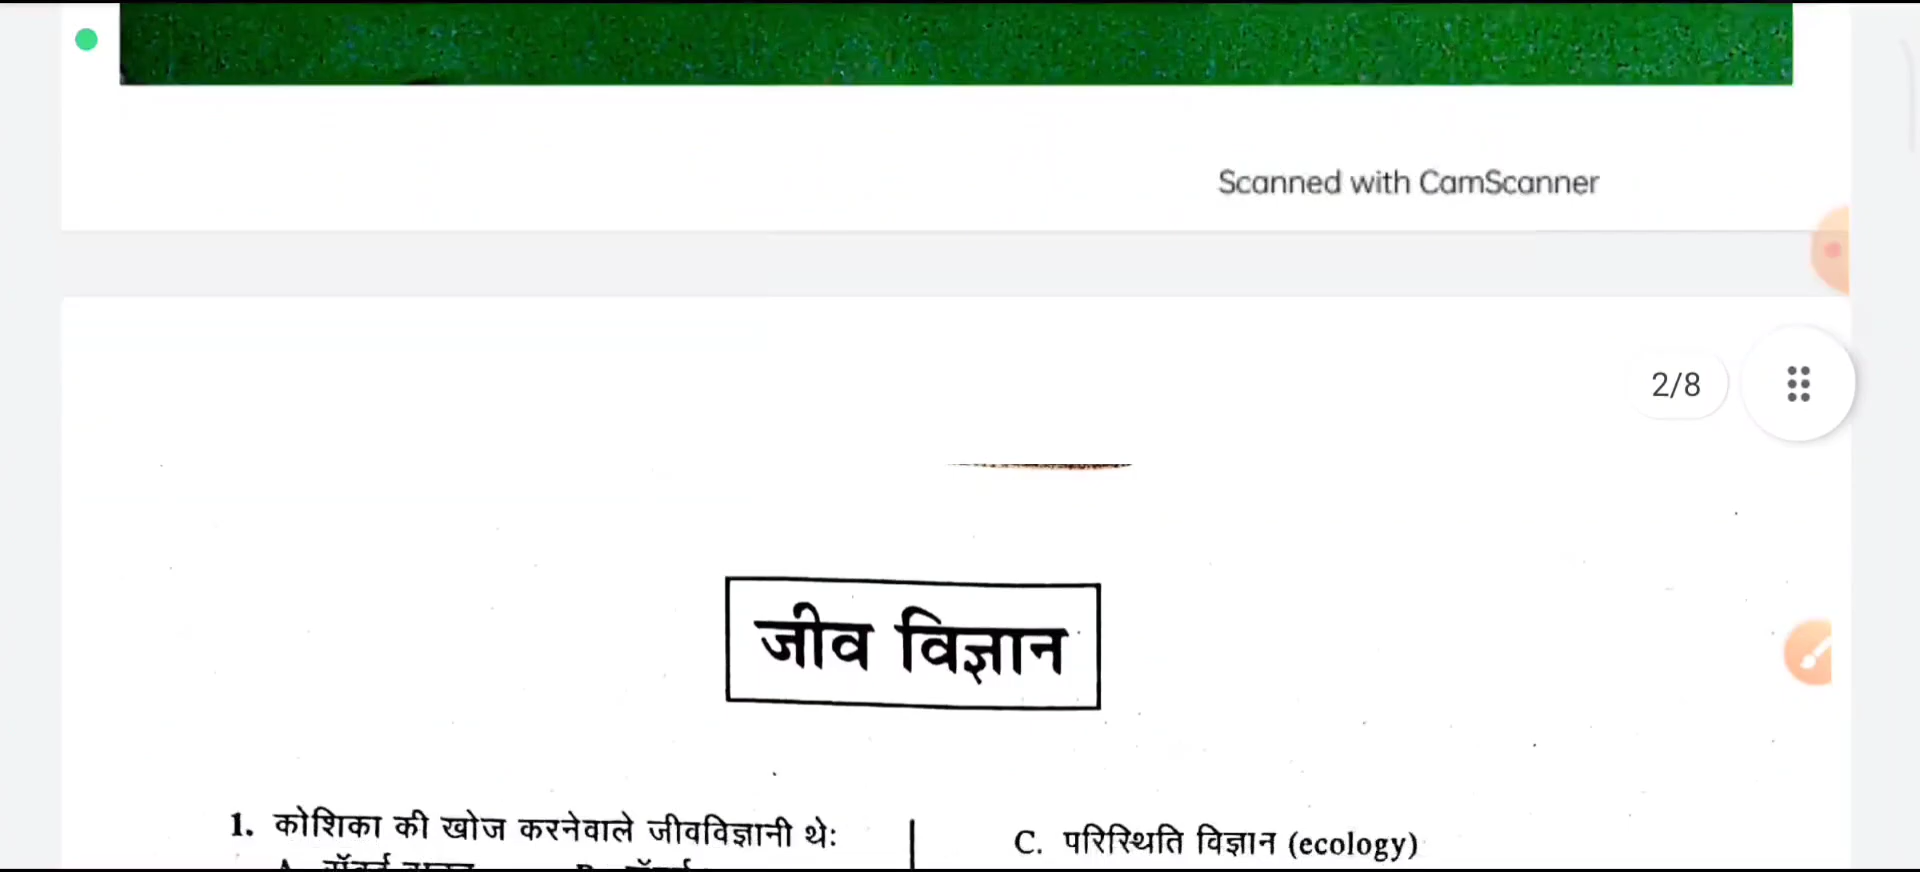 Scanned with CamScanner
2/8
जीव विज्ञान
1. कोशिका की खोज करनेवाले जीवविज्ञानी थे:
C. परिस्थिति विज्ञान (ecology)